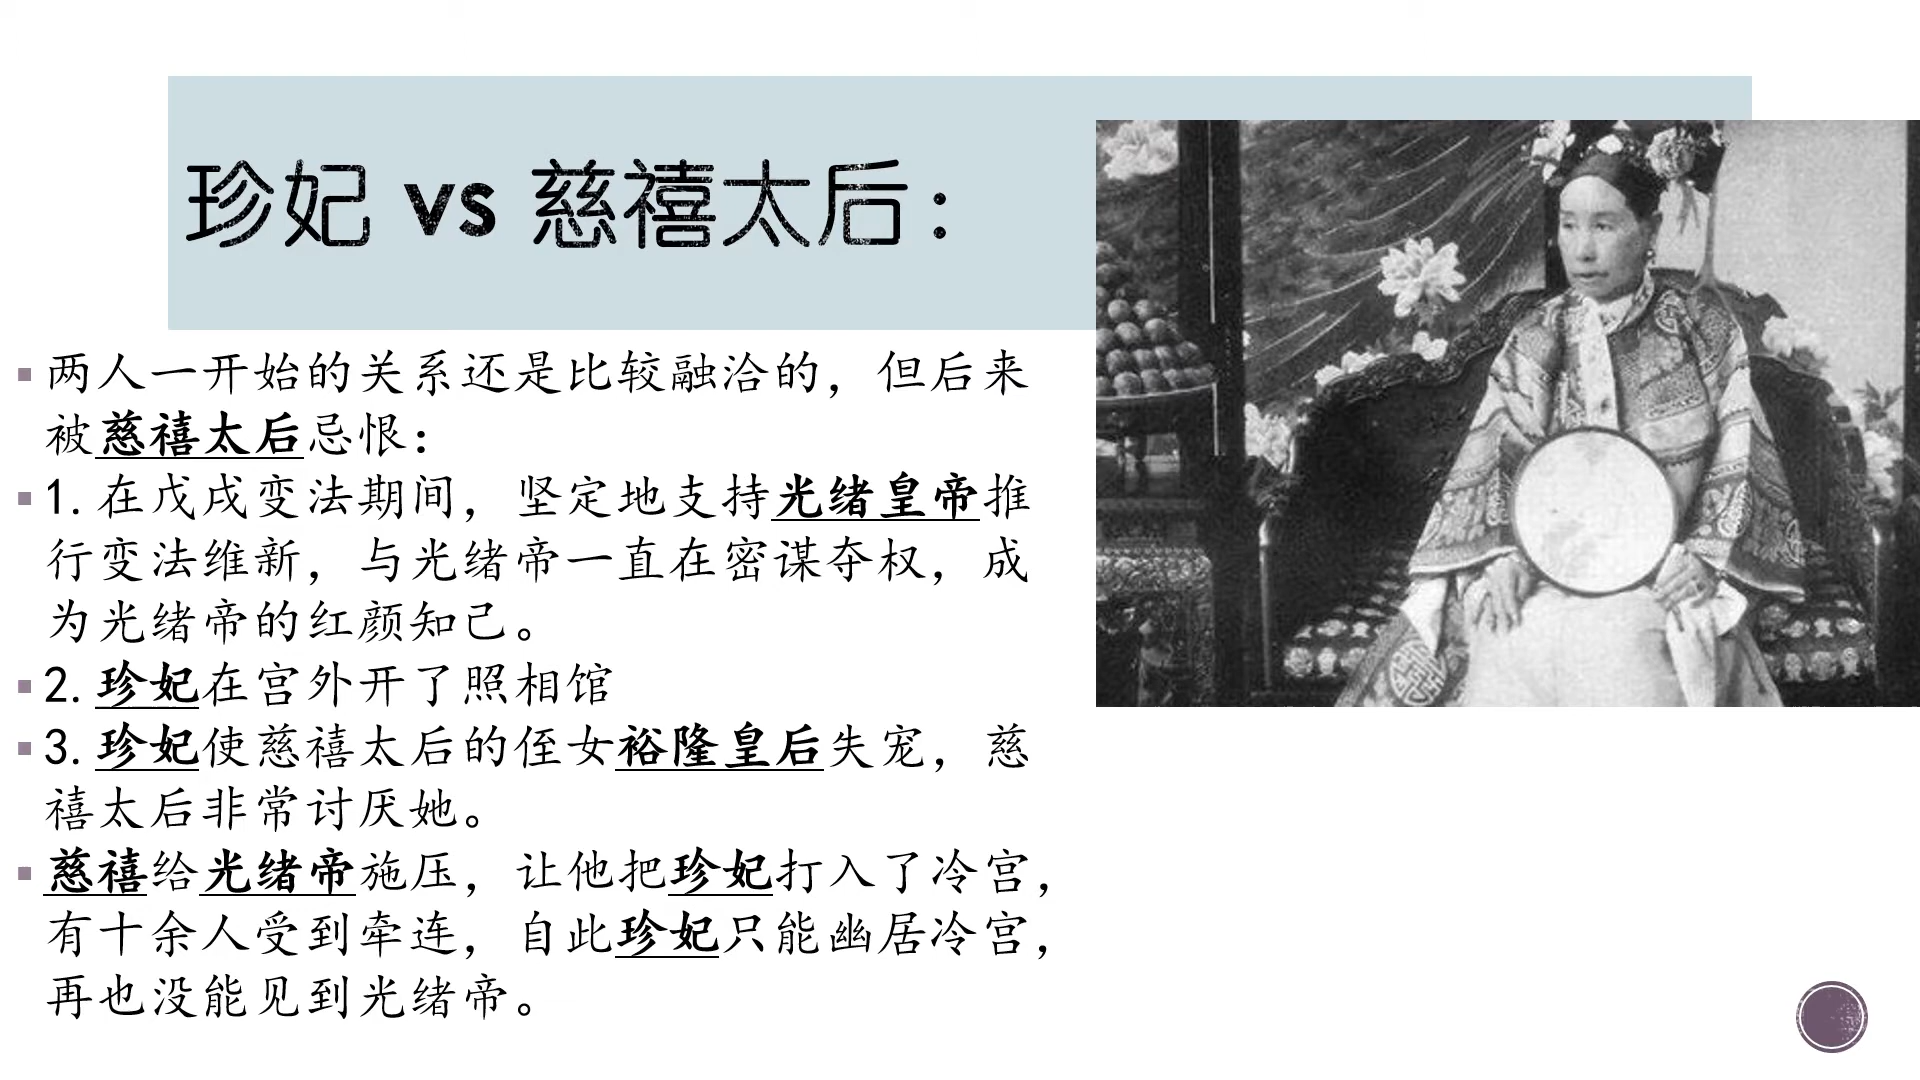 珍妃 vs 慈禧太后：
▪ 两人一开始的关系还是比较融洽的，但后来
被慈禧太后忌恨：
▪ 1.在戊戌变法期间，坚定地支持光绪皇帝推
行变法维新，与光绪帝一直在密谋夺权，成
为光绪帝的红颜知己。
▪ 2.珍妃在宫外开了照相馆
▪ 3.珍妃使慈禧太后的侄女裕隆皇后失宠，慈
禧太后非常讨厌她。
▪ 慈禧给光绪帝施压，让他把珍妃打入了冷宫，
有十余人受到牵连，自此珍妃只能幽居冷宫，
再也没能见到光绪帝。